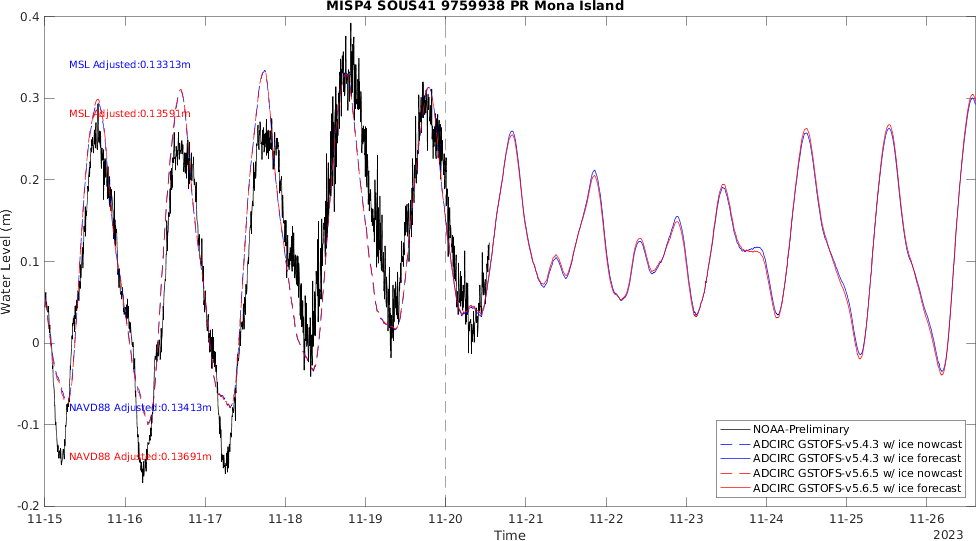 MISP4 SOUS41 9759938 PR Mona Island
0.4
0.3
0.2
0.1
0
-0.1
-0.2
Water Level (m)
MSL Adjusted:0.13313m
MSL Adjusted:0.13591m
NAVD88 Adjusted:0.13413m
NAVD88 Adjusted:0.13691m
NOAA-Preliminary
ADCIRC GSTOFS-v5.4.3 w/ ice nowcast
ADCIRC GSTOFS-v5.4.3 w/ ice forecast
ADCIRC GSTOFS-v5.6.5 w/ ice nowcast
ADCIRC GSTOFS-v5.6.5 w/ ice forecast
11-15 11-16 11-17 11-18 11-19 11-20 11-21 11-22 11-23 11-24 11-25 11-26
2023
Time